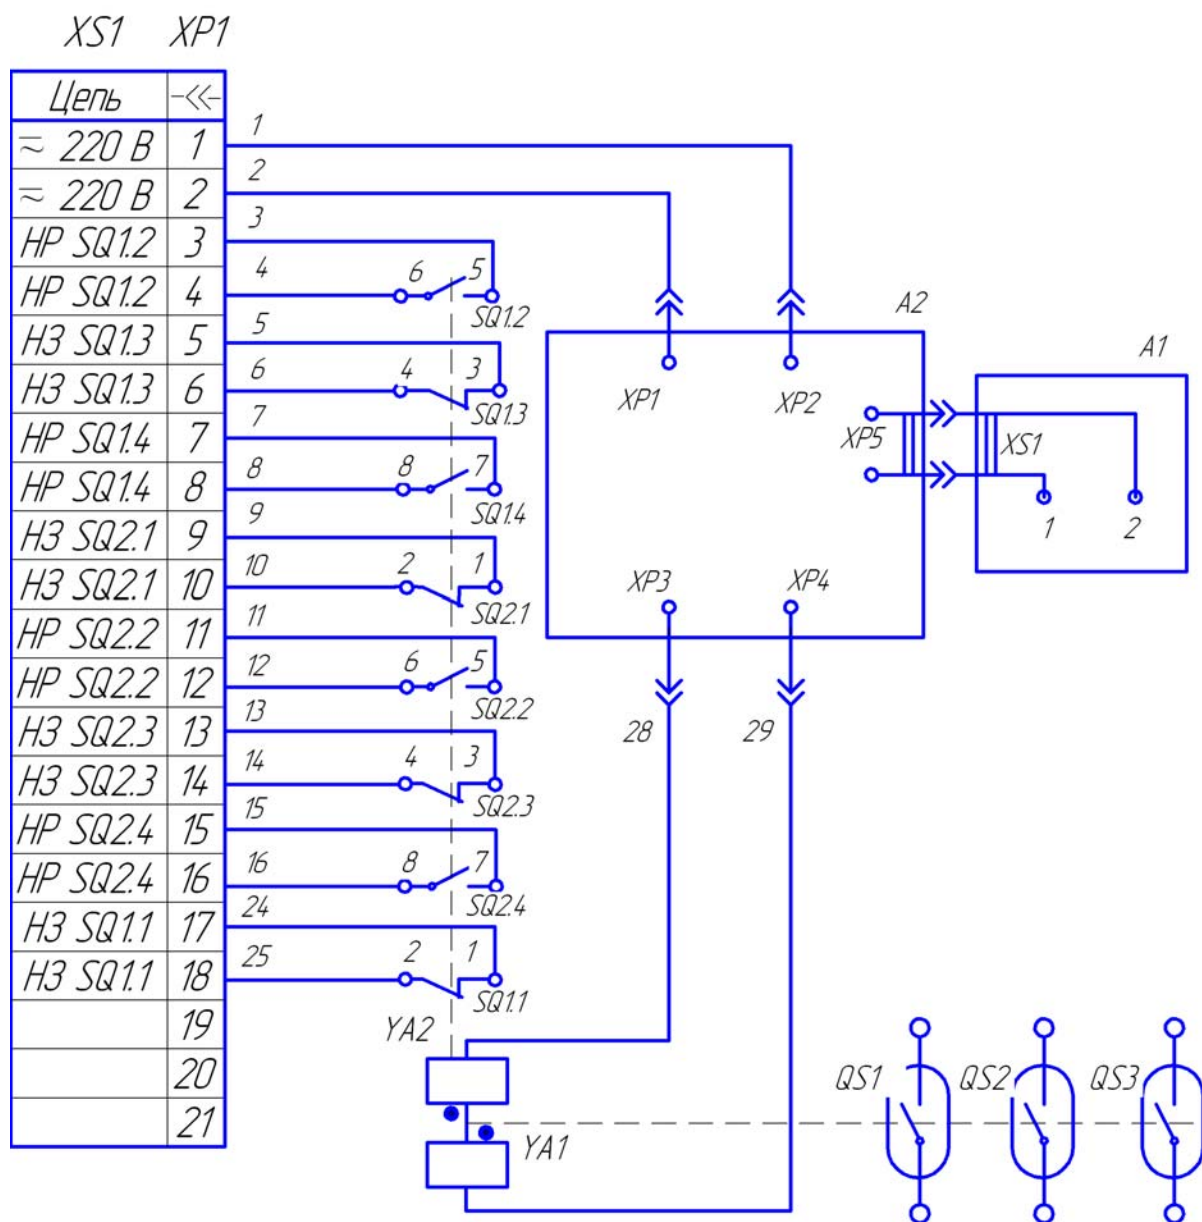 XS1 XP1
Цепь -<<-
≂ 220 В 1
≂ 220 В 2
НР SQ1.2 3
НР SQ1.2 4
НЗ SQ1.3 5
НЗ SQ1.3 6
НР SQ1.4 7
НР SQ1.4 8
НЗ SQ2.1 9
НЗ SQ2.1 10
НР SQ2.2 11
НР SQ2.2 12
НЗ SQ2.3 13
НЗ SQ2.3 14
НР SQ2.4 15
НР SQ2.4 16
НЗ SQ1.1 17
НЗ SQ1.1 18
19
20
21
1
2
3
4 6 5
SQ1.2
5
6 4 3
SQ1.3
7
8 8 7
SQ1.4
9
10 2 1
SQ2.1
11
12 6 5
SQ2.2
13
14 4 3
SQ2.3
15
16 8 7
SQ2.4
24
25 2 1
SQ1.1
YA2
YA1
A2
XP1 XP2
XP5
XP3 XP4
28 29
A1
XS1
1 2
QS1 QS2 QS3